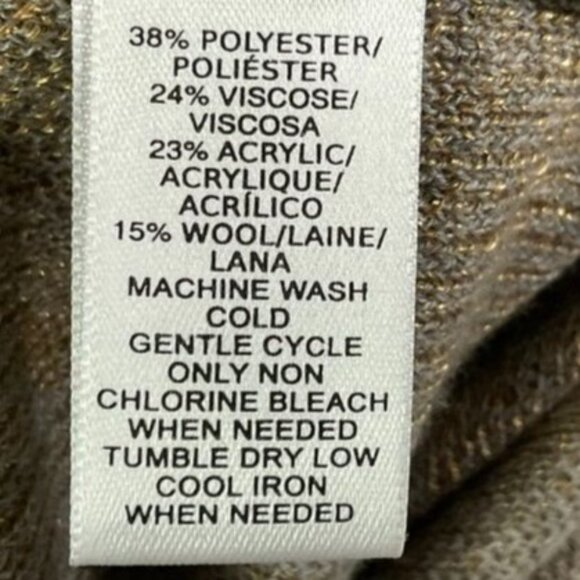 38% POLYESTER/
POLIÉSTER
24% VISCOSE/
VISCOSA
23% ACRYLIC/
ACRYLIQUE/
ACRÍLICO
15% WOOL/LAINE/
LANA
MACHINE WASH
COLD
GENTLE CYCLE
ONLY NON
CHLORINE BLEACH
WHEN NEEDED
TUMBLE DRY LOW
COOL IRON
WHEN NEEDED